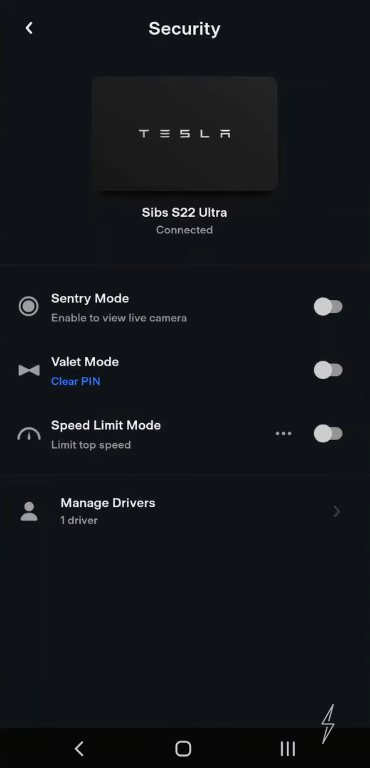 Security
TESLA
Sibs S22 Ultra
Connected
Sentry Mode
Enable to view live camera
Valet Mode
Clear PIN
Speed Limit Mode
Limit top speed
Manage Drivers
1 driver